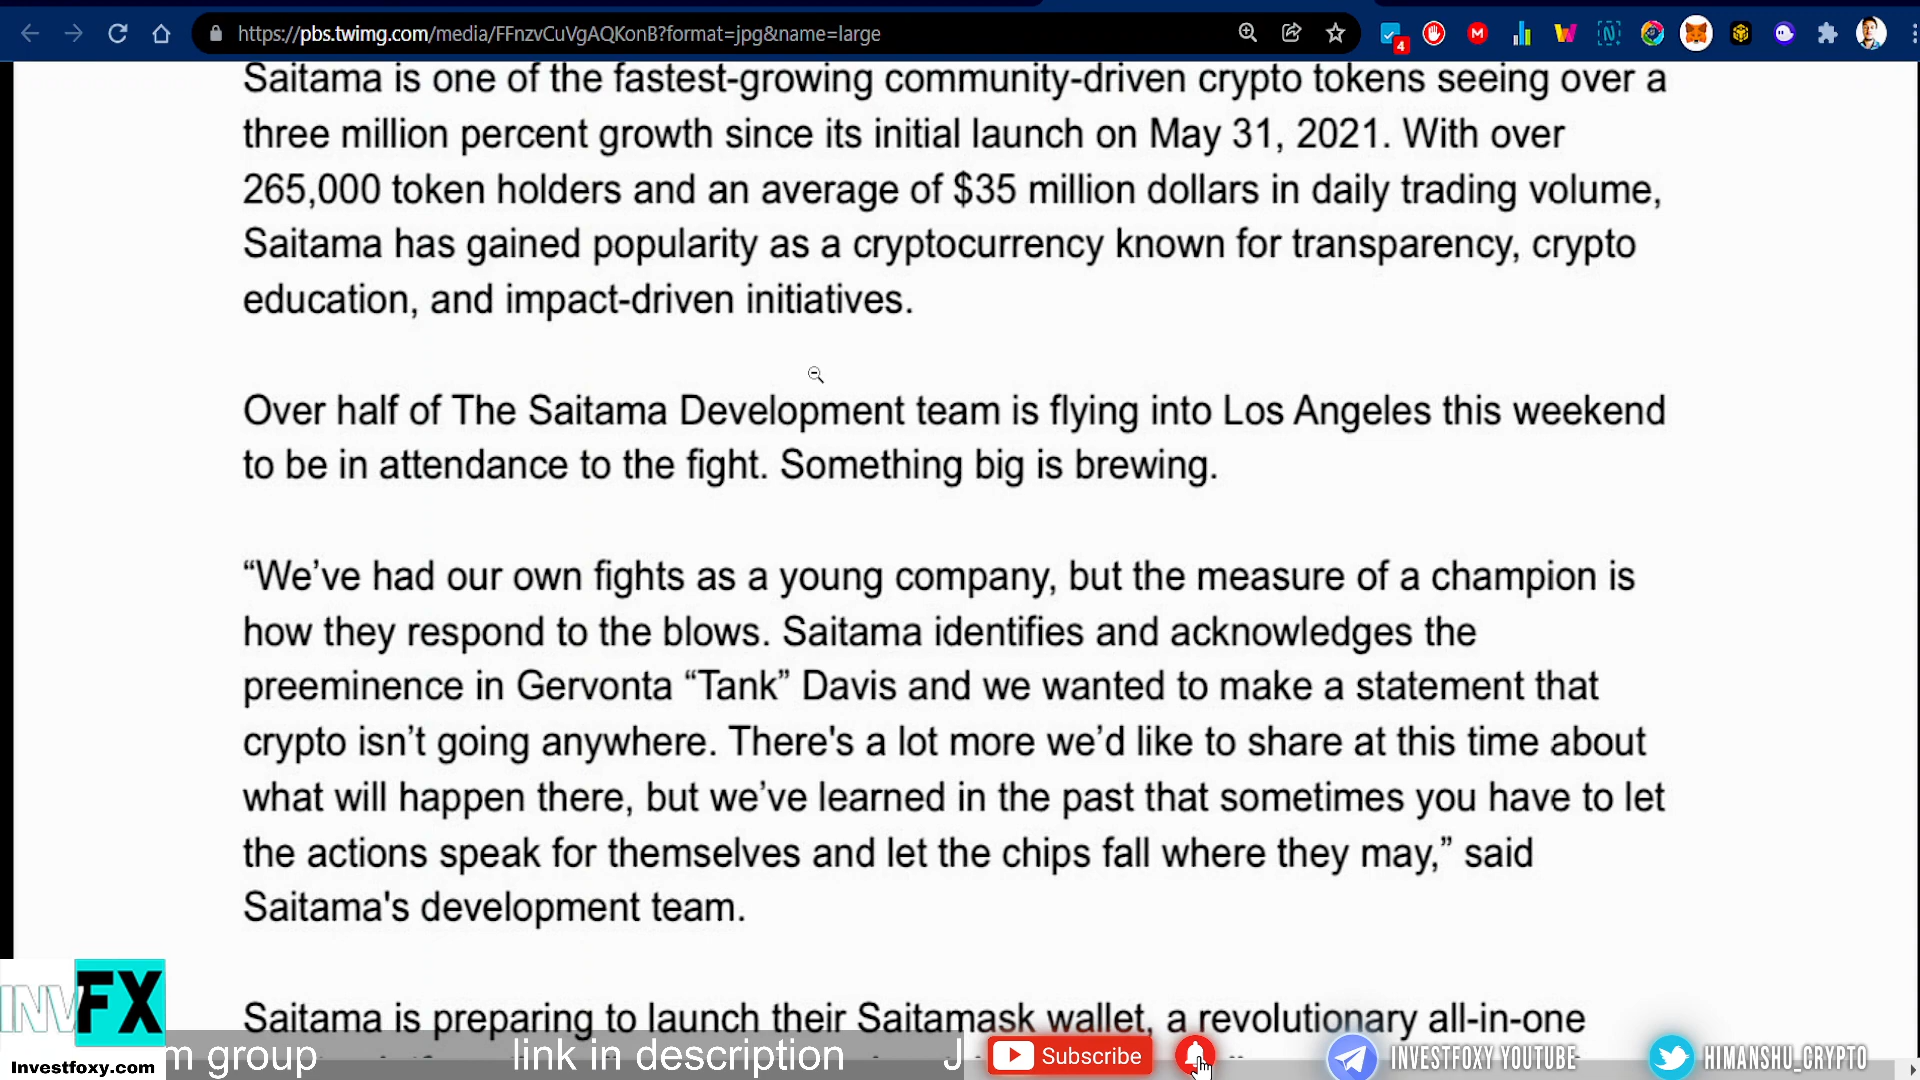 https://pbs.twimg.com/media/FFnzvCuVgAQKonB?format=jpg&name=large
4
Saitama is one of the fastest-growing community-driven crypto tokens seeing over a
three million percent growth since its initial launch on May 31, 2021. With over
265,000 token holders and an average of $35 million dollars in daily trading volume,
Saitama has gained popularity as a cryptocurrency known for transparency, crypto
education, and impact-driven initiatives.
Over half of The Saitama Development team is flying into Los Angeles this weekend
to be in attendance to the fight. Something big is brewing.
“We’ve had our own fights as a young company, but the measure of a champion is
how they respond to the blows. Saitama identifies and acknowledges the
preeminence in Gervonta “Tank” Davis and we wanted to make a statement that
crypto isn’t going anywhere. There's a lot more we’d like to share at this time about
what will happen there, but we’ve learned in the past that sometimes you have to let
the actions speak for themselves and let the chips fall where they may,” said
Saitama's development team.
Saitama is preparing to launch their Saitamask wallet, a revolutionary all-in-one
INVFX
Investfoxy.com
m group link in description J
Subscribe
INVESTFOXY YOUTUBE
HIMANSHU_CRYPTO